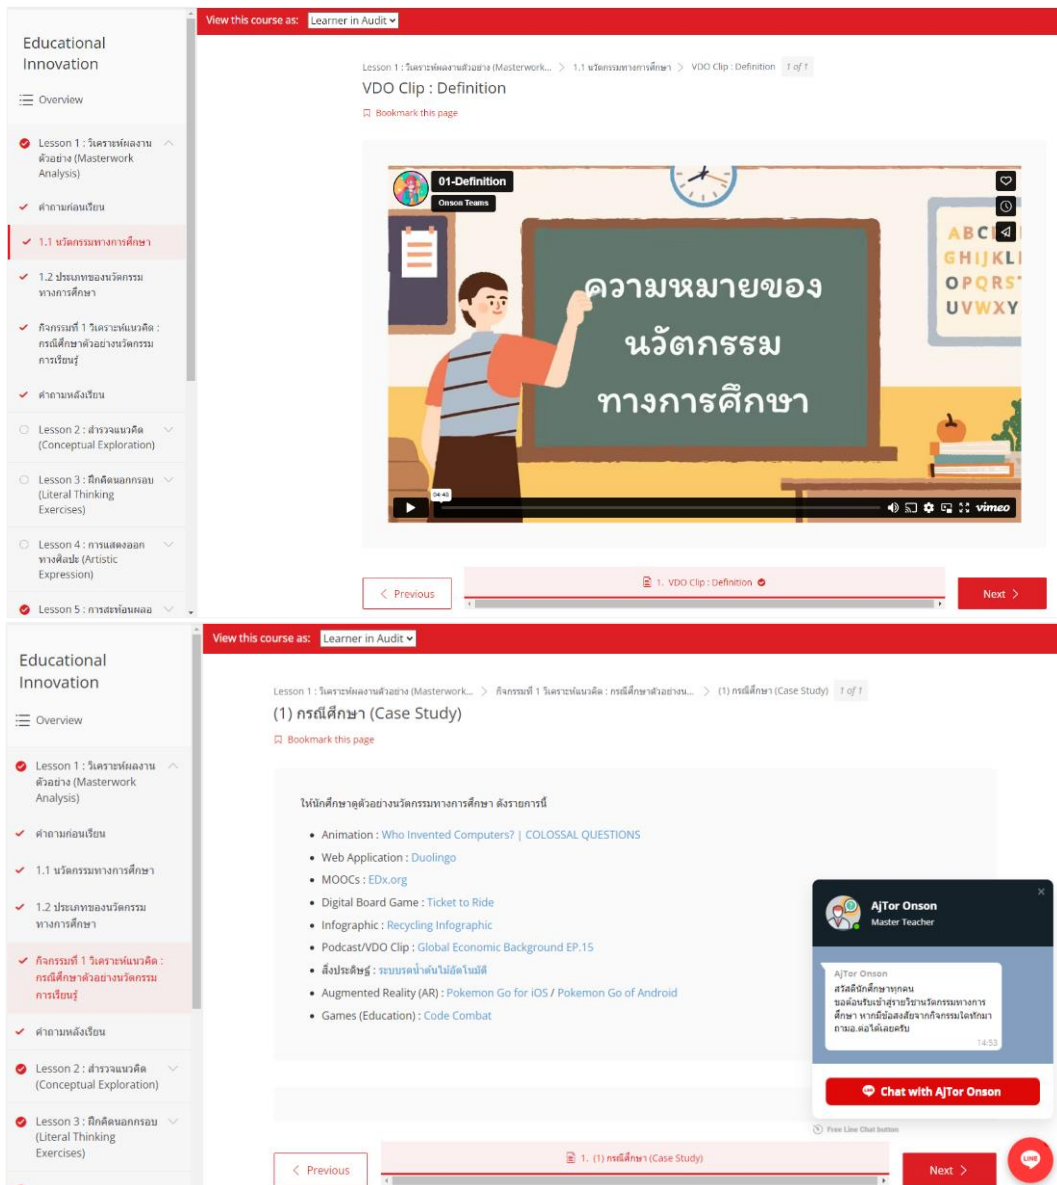 View this course as: Learner in Audit
Educational
Innovation
Overview
Lesson 1 : วิเคราะห์ผลงาน
ตัวอย่าง (Masterwork
Analysis)
คำถามก่อนเรียน
1.1 นวัตกรรมทางการศึกษา
1.2 ประเภทของนวัตกรรม
ทางการศึกษา
กิจกรรมที่ 1 วิเคราะห์แนวคิด :
กรณีศึกษาตัวอย่างนวัตกรรม
การเรียนรู้
คำถามหลังเรียน
Lesson 2 : สำรวจแนวคิด
(Conceptual Exploration)
Lesson 3 : ฝึกคิดนอกกรอบ
(Literal Thinking
Exercises)
Lesson 4 : การแสดงออก
ทางศิลปะ (Artistic
Expression)
Lesson 5 : การสะท้อนผลอ
Lesson 1 : วิเคราะห์ผลงานตัวอย่าง (Masterwork... > 1.1 นวัตกรรมทางการศึกษา > VDO Clip : Definition 1 of 1
VDO Clip : Definition
Bookmark this page
01-Definition
Onson Teams
ความหมายของ
นวัตกรรม
ทางการศึกษา
ABC
GHIJKL
OPQRS
UVWXY
04:40
vimeo
< Previous
1. VDO Clip : Definition
Next >
View this course as: Learner in Audit
Educational
Innovation
Overview
Lesson 1 : วิเคราะห์ผลงาน
ตัวอย่าง (Masterwork
Analysis)
คำถามก่อนเรียน
1.1 นวัตกรรมทางการศึกษา
1.2 ประเภทของนวัตกรรม
ทางการศึกษา
กิจกรรมที่ 1 วิเคราะห์แนวคิด :
กรณีศึกษาตัวอย่างนวัตกรรม
การเรียนรู้
คำถามหลังเรียน
Lesson 2 : สำรวจแนวคิด
(Conceptual Exploration)
Lesson 3 : ฝึกคิดนอกกรอบ
(Literal Thinking
Exercises)
Lesson 1 : วิเคราะห์ผลงานตัวอย่าง (Masterwork... > กิจกรรมที่ 1 วิเคราะห์แนวคิด : กรณีศึกษาตัวอย่างน... > (1) กรณีศึกษา (Case Study) 1 of 1
(1) กรณีศึกษา (Case Study)
Bookmark this page
ให้นักศึกษาดูตัวอย่างนวัตกรรมทางการศึกษา ดังรายการนี้
• Animation : Who Invented Computers? | COLOSSAL QUESTIONS
• Web Application : Duolingo
• MOOCs : EDx.org
• Digital Board Game : Ticket to Ride
• Infographic : Recycling Infographic
• Podcast/VDO Clip : Global Economic Background EP.15
• สิ่งประดิษฐ์ : ระบบรดน้ำต้นไม้อัตโนมัติ
• Augmented Reality (AR) : Pokemon Go for iOS / Pokemon Go of Android
• Games (Education) : Code Combat
AjTor Onson
Master Teacher
AjTor Onson
สวัสดีนักศึกษาทุกคน
ขอต้อนรับเข้าสู่รายวิชานวัตกรรมทางการ
ศึกษา หากมีข้อสงสัยจากกิจกรรมใดทักมา
ถามอ.ต่อได้เลยครับ
14:53
Chat with AjTor Onson
Free Line Chat button
LINE
< Previous
1. (1) กรณีศึกษา (Case Study)
Next >